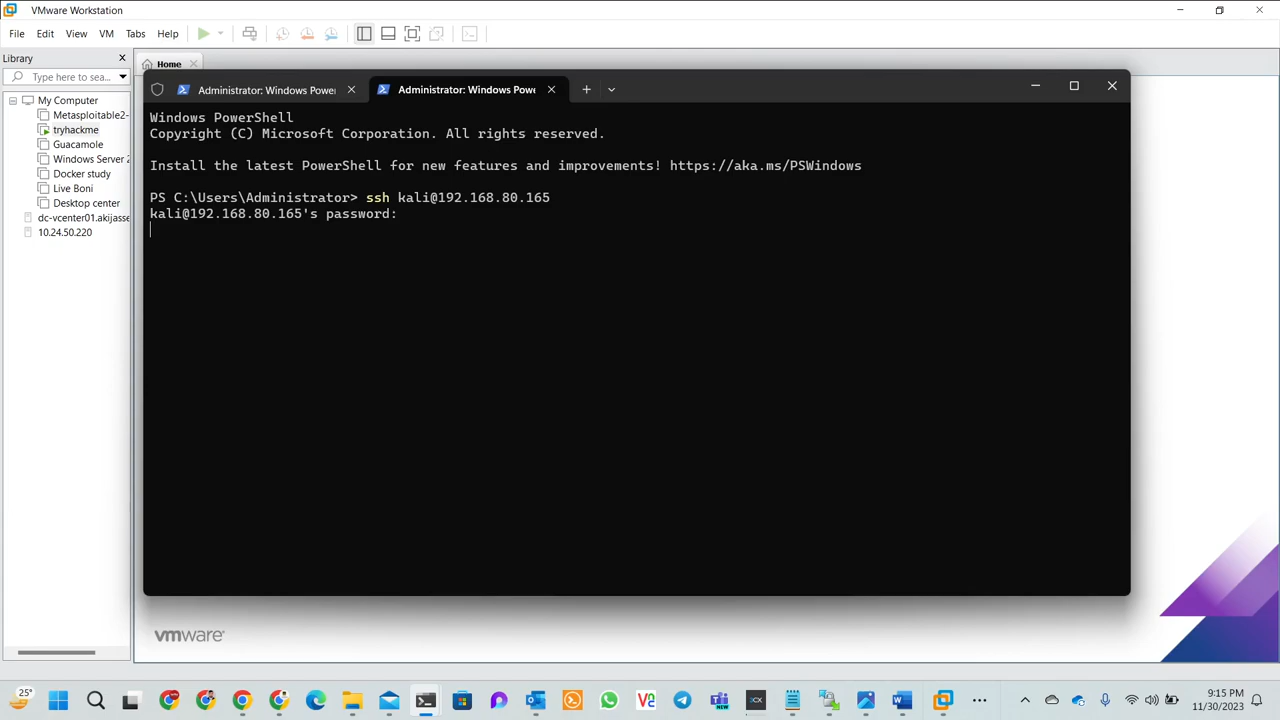 VMware Workstation
File Edit View VM Tabs Help
Library
Home
Type here to sea...
My Computer
Metasploitable2-
tryhackme
Guacamole
Windows Server 2
Docker study
Live Boni
Desktop center
dc-vcenter01.akijasse
10.24.50.220
Administrator: Windows Power
Administrator: Windows Powe
Windows PowerShell
Copyright (C) Microsoft Corporation. All rights reserved.
Install the latest PowerShell for new features and improvements! https://aka.ms/PSWindows
PS C:\Users\Administrator> ssh kali@192.168.80.165
kali@192.168.80.165's password:
vmware
25°
NEW
9:15 PM
11/30/2023